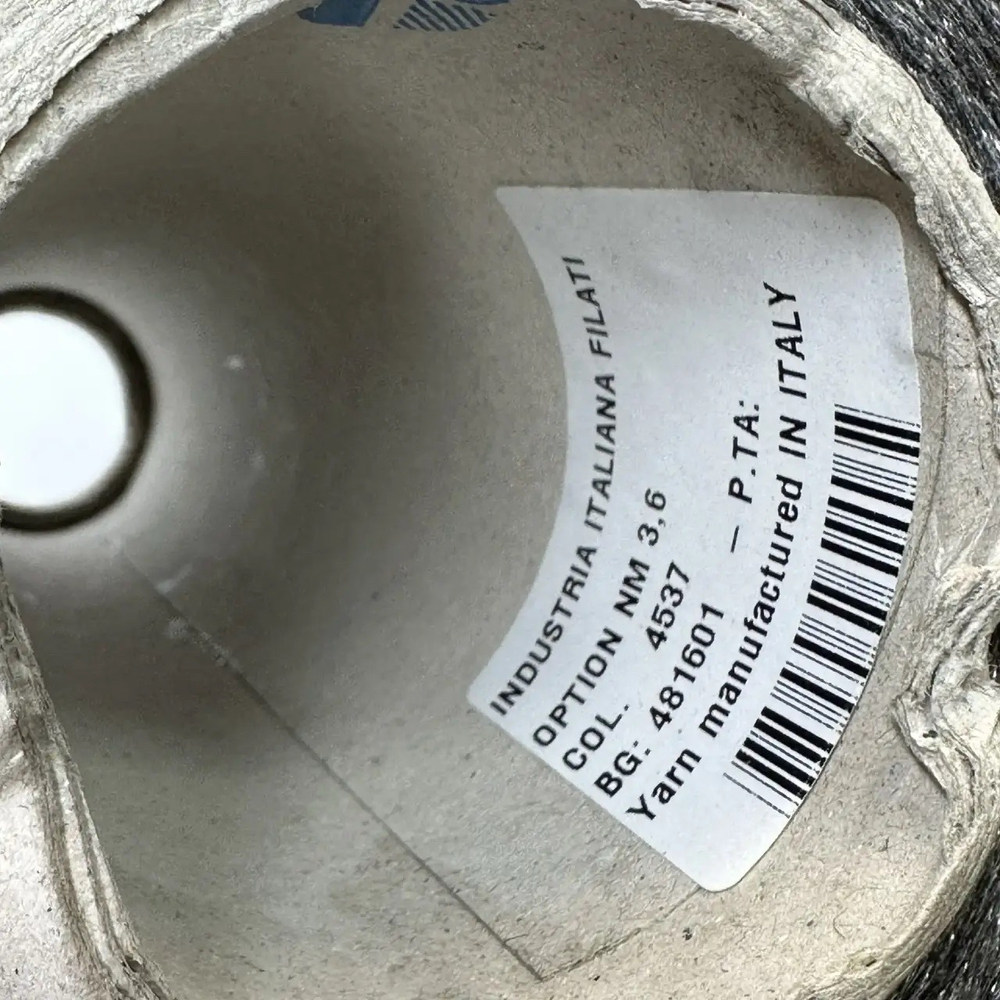 INDUSTRIA ITALIANA FILATI
OPTION NM 3,6
COL. 4537
BG: 481601 – P.TA:
Yarn manufactured IN ITALY